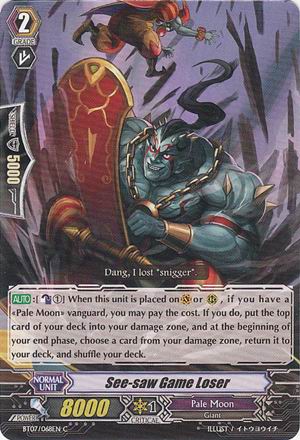 2
GRADE
SHIELD
5000
Dang, I lost "snigger".
AUTO :[ ① ] When this unit is placed on or , if you have a
«Pale Moon» vanguard, you may pay the cost. If you do, put the top
card of your deck into your damage zone, and at the beginning of
your end phase, choose a card from your damage zone, return it to
your deck, and shuffle your deck.
NORMAL
UNIT
See-saw Game Loser
POWER
8000
1
CRITICAL
Pale Moon
Giant
BT07/068EN C
ILLUST / イトウヨウイチ